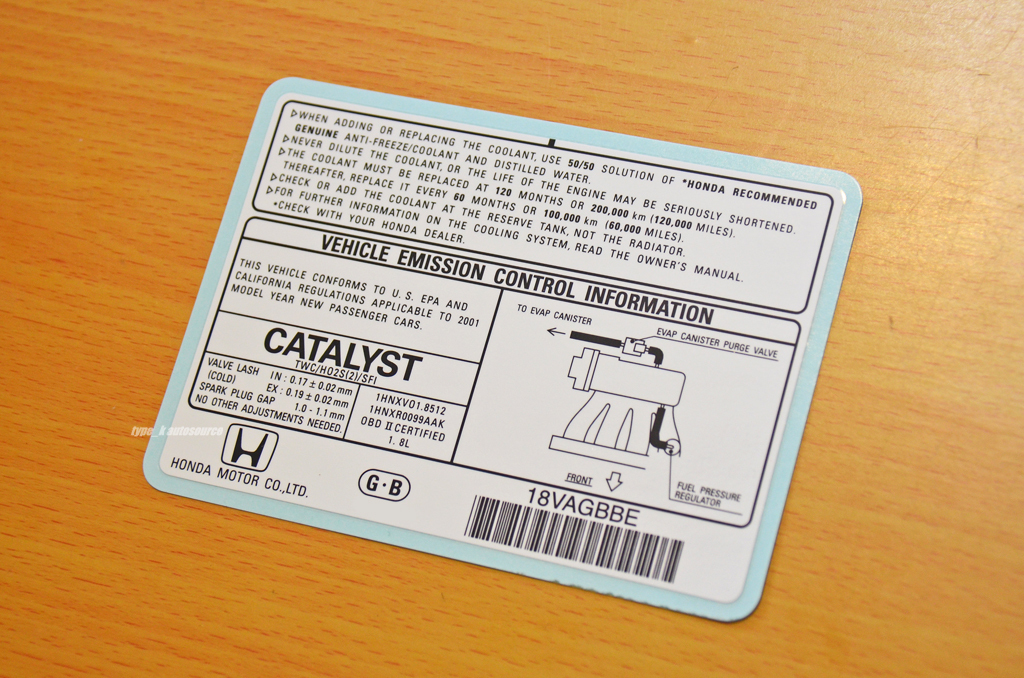 ▷WHEN ADDING OR REPLACING THE COOLANT, USE 50/50 SOLUTION OF *HONDA RECOMMENDED
GENUINE ANTI-FREEZE/COOLANT AND DISTILLED WATER.
▷NEVER DILUTE THE COOLANT, OR THE LIFE OF THE ENGINE MAY BE SERIOUSLY SHORTENED.
▷THE COOLANT MUST BE REPLACED AT 120 MONTHS OR 200,000 km (120,000 MILES).
THEREAFTER, REPLACE IT EVERY 60 MONTHS OR 100,000 km (60,000 MILES).
▷CHECK OR ADD THE COOLANT AT THE RESERVE TANK, NOT THE RADIATOR.
▷FOR FURTHER INFORMATION ON THE COOLING SYSTEM, READ THE OWNER'S MANUAL.
*CHECK WITH YOUR HONDA DEALER.
VEHICLE EMISSION CONTROL INFORMATION
THIS VEHICLE CONFORMS TO U.S. EPA AND
CALIFORNIA REGULATIONS APPLICABLE TO 2001
MODEL YEAR NEW PASSENGER CARS.
CATALYST
TWC/HO2S(2)/SFI
VALVE LASH IN : 0.17 ± 0.02 mm
(COLD) EX : 0.19 ± 0.02 mm
SPARK PLUG GAP 1.0 - 1.1 mm
NO OTHER ADJUSTMENTS NEEDED.
1HNXV01.8512
1HNXR0099AAK
OBD II CERTIFIED
1. 8L
TO EVAP CANISTER
EVAP CANISTER PURGE VALVE
FRONT
FUEL PRESSURE
REGULATOR
HONDA MOTOR CO.,LTD.
G·B
18VAGBBE
type_k autosource